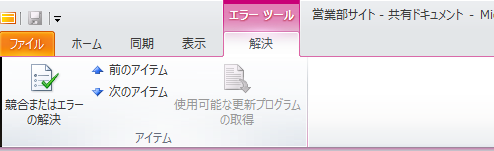 エラー ツール
営業部サイト - 共有ドキュメント - Mi
ファイル
ホーム
同期
表示
解決
競合またはエラー
の解決
前のアイテム
次のアイテム
使用可能な更新プログラム
の取得
アイテム